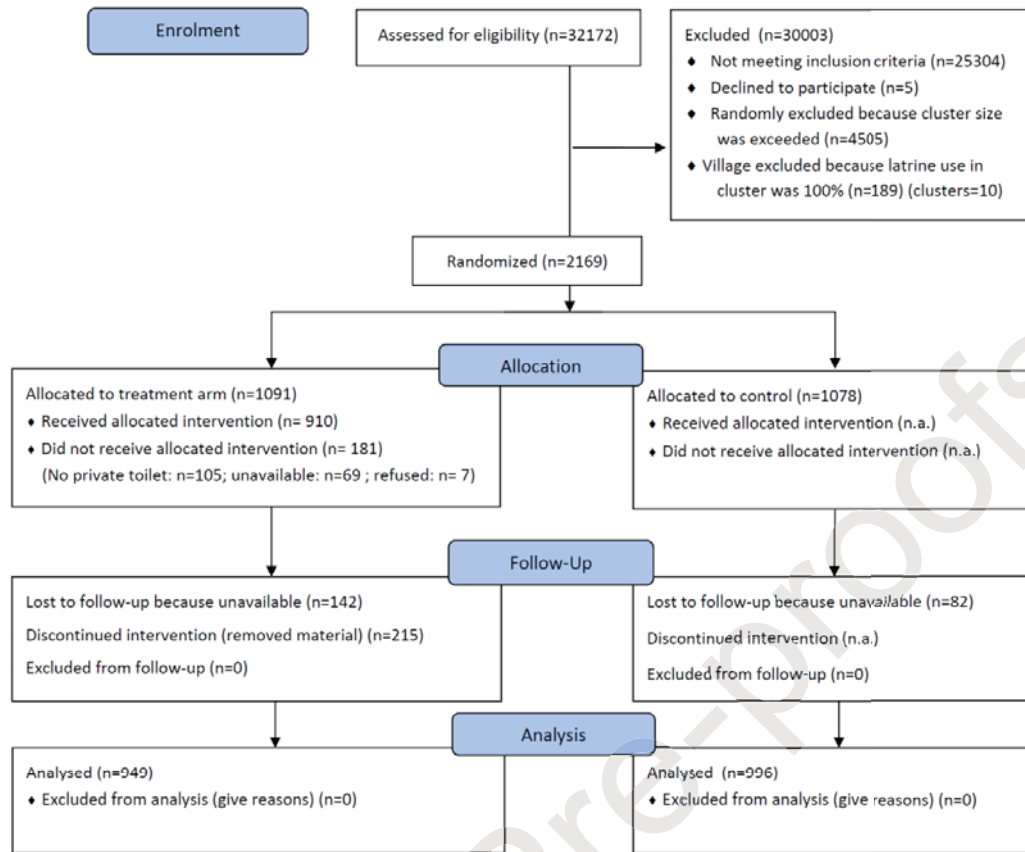 Enrolment
Assessed for eligibility (n=32172)
Excluded (n=30003)
♦ Not meeting inclusion criteria (n=25304)
♦ Declined to participate (n=5)
♦ Randomly excluded because cluster size
was exceeded (n=4505)
♦ Village excluded because latrine use in
cluster was 100% (n=189) (clusters=10)
Randomized (n=2169)
Allocation
Allocated to treatment arm (n=1091)
♦ Received allocated intervention (n= 910)
♦ Did not receive allocated intervention (n= 181)
(No private toilet: n=105; unavailable: n=69 ; refused: n= 7)
Allocated to control (n=1078)
♦ Received allocated intervention (n.a.)
♦ Did not receive allocated intervention (n.a.)
Follow-Up
Lost to follow-up because unavailable (n=142)
Discontinued intervention (removed material) (n=215)
Excluded from follow-up (n=0)
Lost to follow-up because unavailable (n=82)
Discontinued intervention (n.a.)
Excluded from follow-up (n=0)
Analysis
Analysed (n=949)
♦ Excluded from analysis (give reasons) (n=0)
Analysed (n=996)
♦ Excluded from analysis (give reasons) (n=0)
re-proofs